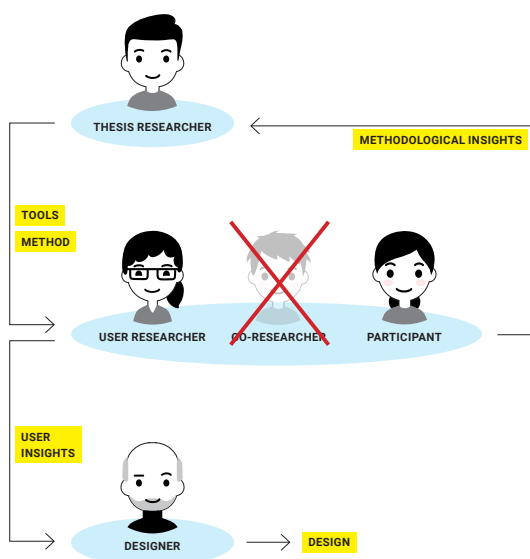 THESIS RESEARCHER
METHODOLOGICAL INSIGHTS
TOOLS
METHOD
USER RESEARCHER
CO-RESEARCHER
PARTICIPANT
USER
INSIGHTS
DESIGNER
DESIGN